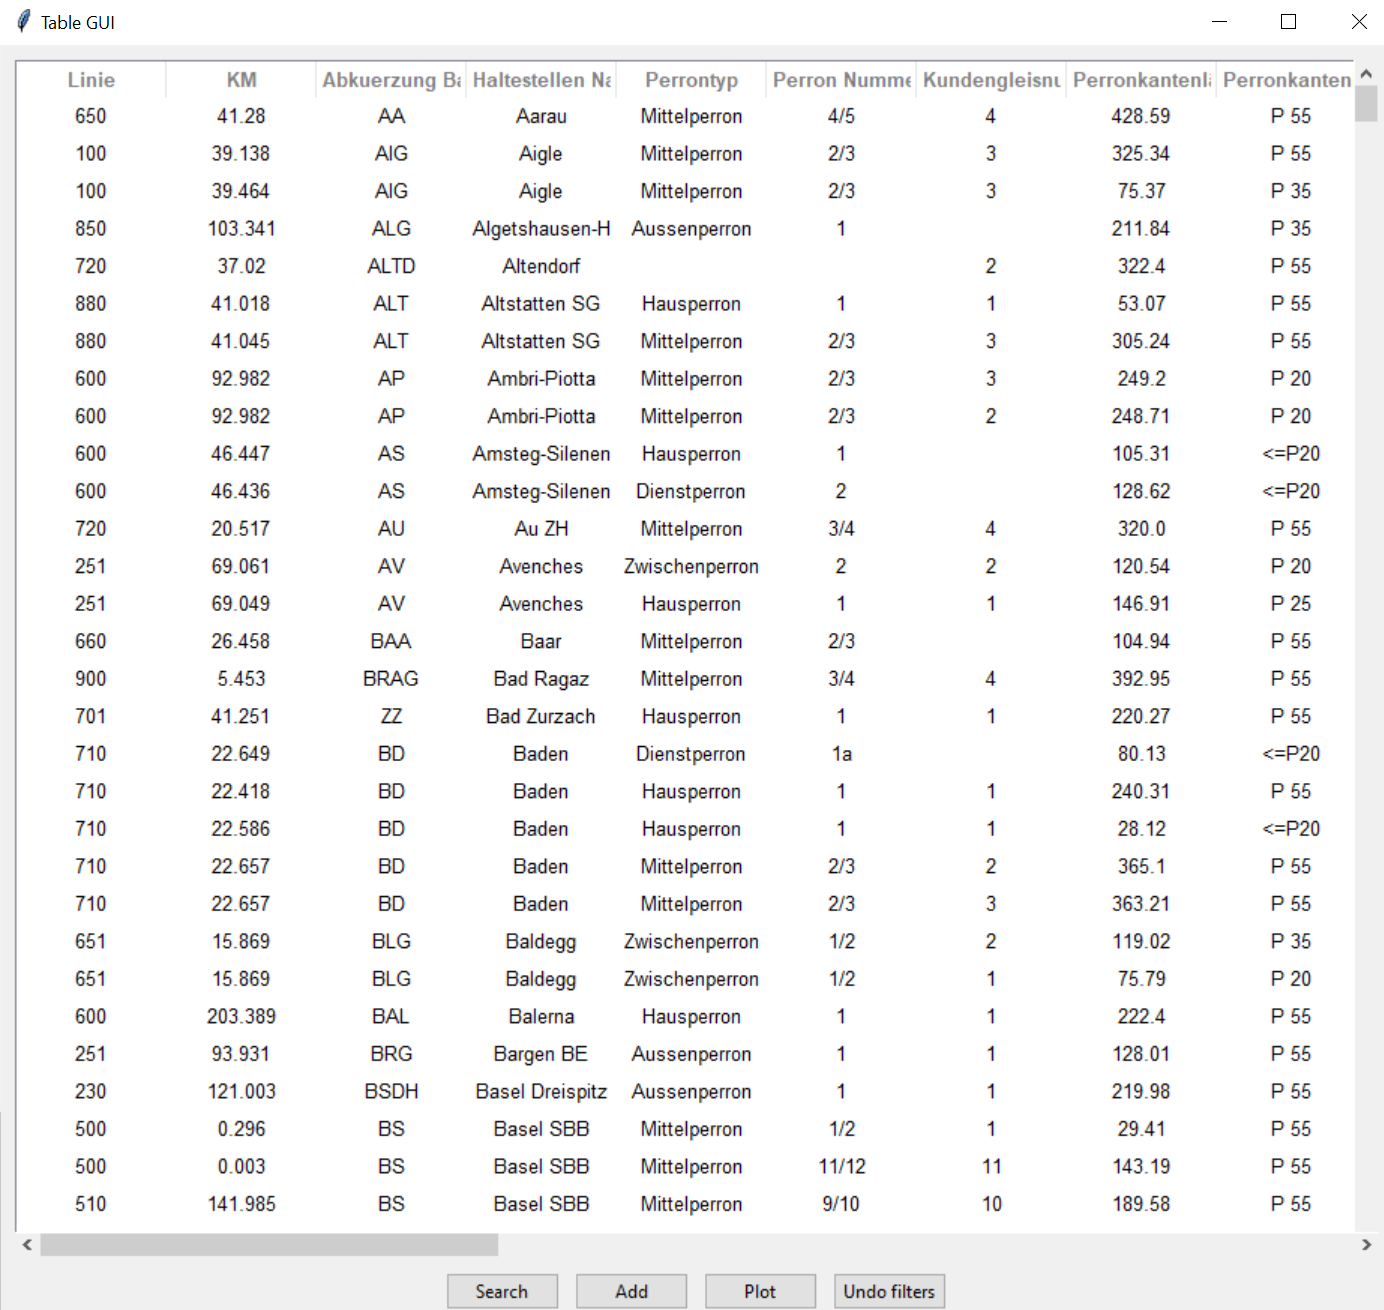 Table GUI
Linie KM Abkuerzung Ba Haltestellen Na Perrontyp Perron Numme Kundengleisnu Perronkantenlä Perronkanten
650 41.28 AA Aarau Mittelperron 4/5 4 428.59 P 55
100 39.138 AIG Aigle Mittelperron 2/3 3 325.34 P 55
100 39.464 AIG Aigle Mittelperron 2/3 3 75.37 P 35
850 103.341 ALG Algetshausen-H Aussenperron 1 211.84 P 35
720 37.02 ALTD Altendorf 2 322.4 P 55
880 41.018 ALT Altstatten SG Hausperron 1 1 53.07 P 55
880 41.045 ALT Altstatten SG Mittelperron 2/3 3 305.24 P 55
600 92.982 AP Ambri-Piotta Mittelperron 2/3 3 249.2 P 20
600 92.982 AP Ambri-Piotta Mittelperron 2/3 2 248.71 P 20
600 46.447 AS Amsteg-Silenen Hausperron 1 105.31 <=P20
600 46.436 AS Amsteg-Silenen Dienstperron 2 128.62 <=P20
720 20.517 AU Au ZH Mittelperron 3/4 4 320.0 P 55
251 69.061 AV Avenches Zwischenperron 2 2 120.54 P 20
251 69.049 AV Avenches Hausperron 1 1 146.91 P 25
660 26.458 BAA Baar Mittelperron 2/3 104.94 P 55
900 5.453 BRAG Bad Ragaz Mittelperron 3/4 4 392.95 P 55
701 41.251 ZZ Bad Zurzach Hausperron 1 1 220.27 P 55
710 22.649 BD Baden Dienstperron 1a 80.13 <=P20
710 22.418 BD Baden Hausperron 1 1 240.31 P 55
710 22.586 BD Baden Hausperron 1 1 28.12 <=P20
710 22.657 BD Baden Mittelperron 2/3 2 365.1 P 55
710 22.657 BD Baden Mittelperron 2/3 3 363.21 P 55
651 15.869 BLG Baldegg Zwischenperron 1/2 2 119.02 P 35
651 15.869 BLG Baldegg Zwischenperron 1/2 1 75.79 P 20
600 203.389 BAL Balerna Hausperron 1 1 222.4 P 55
251 93.931 BRG Bargen BE Aussenperron 1 1 128.01 P 55
230 121.003 BSDH Basel Dreispitz Aussenperron 1 1 219.98 P 55
500 0.296 BS Basel SBB Mittelperron 1/2 1 29.41 P 55
500 0.003 BS Basel SBB Mittelperron 11/12 11 143.19 P 55
510 141.985 BS Basel SBB Mittelperron 9/10 10 189.58 P 55
Search Add Plot Undo filters